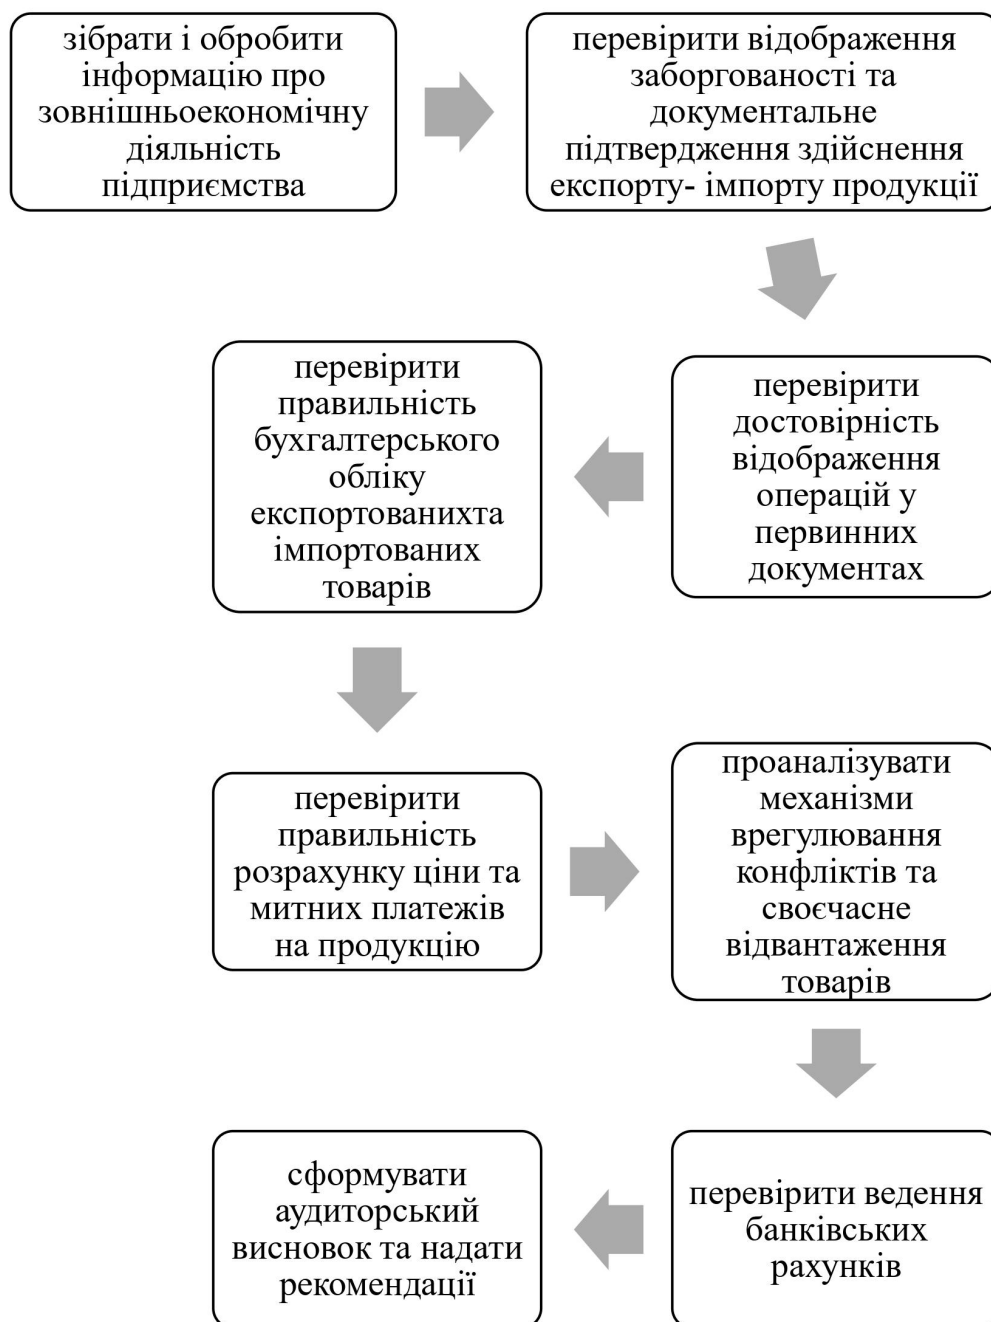 зібрати і обробити
інформацію про
зовнішньоекономічну
діяльність
підприємства
перевірити відображення
заборгованості та
документальне
підтвердження здійснення
експорту- імпорту продукції
перевірити
достовірність
відображення
операцій у
первинних
документах
перевірити
правильність
бухгалтерського
обліку
експортованихта
імпортованих
товарів
перевірити
правильність
розрахунку ціни та
митних платежів
на продукцію
проаналізувати
механізми
врегулювання
конфліктів та
своєчасне
відвантаження
товарів
перевірити ведення
банківських
рахунків
сформувати
аудиторський
висновок та надати
рекомендації